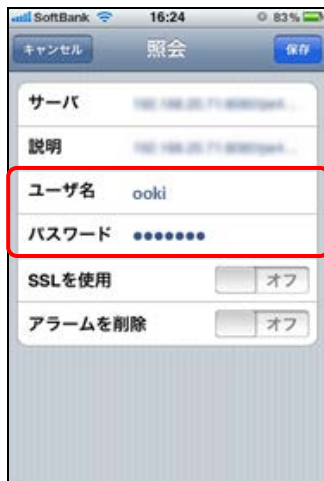 SoftBank 16:24 83%
キャンセル 照会 保存
サーバ
説明
ユーザ名 ooki
パスワード ●●●●●●●
SSLを使用 オフ
アラームを削除 オフ